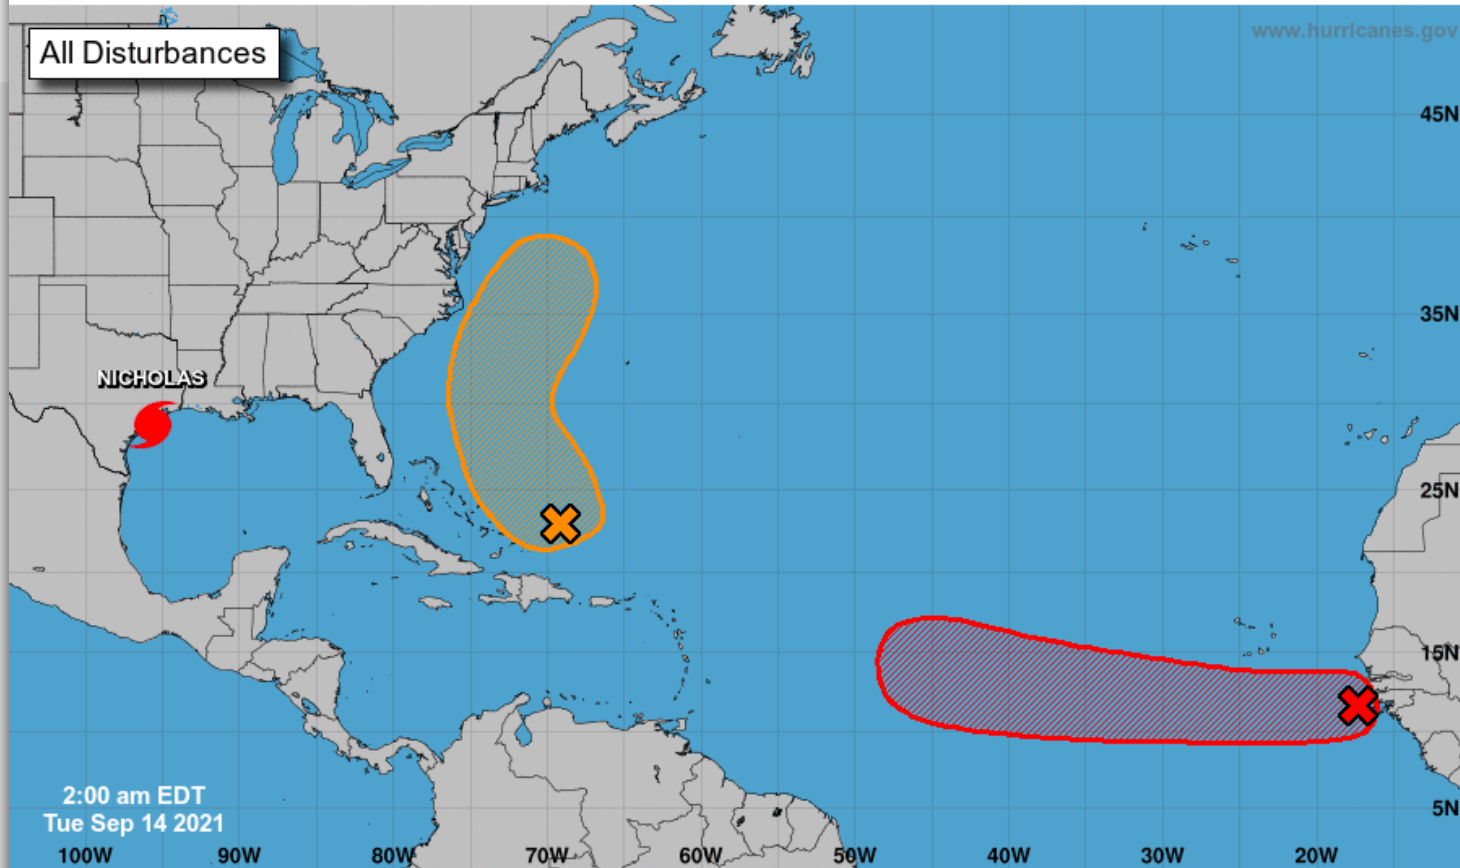 All Disturbances
www.hurricanes.gov
45N
35N
NICHOLAS
25N
15N
2:00 am EDT
Tue Sep 14 2021
5N
100W 90W 80W 70W 60W 50W 40W 30W 20W